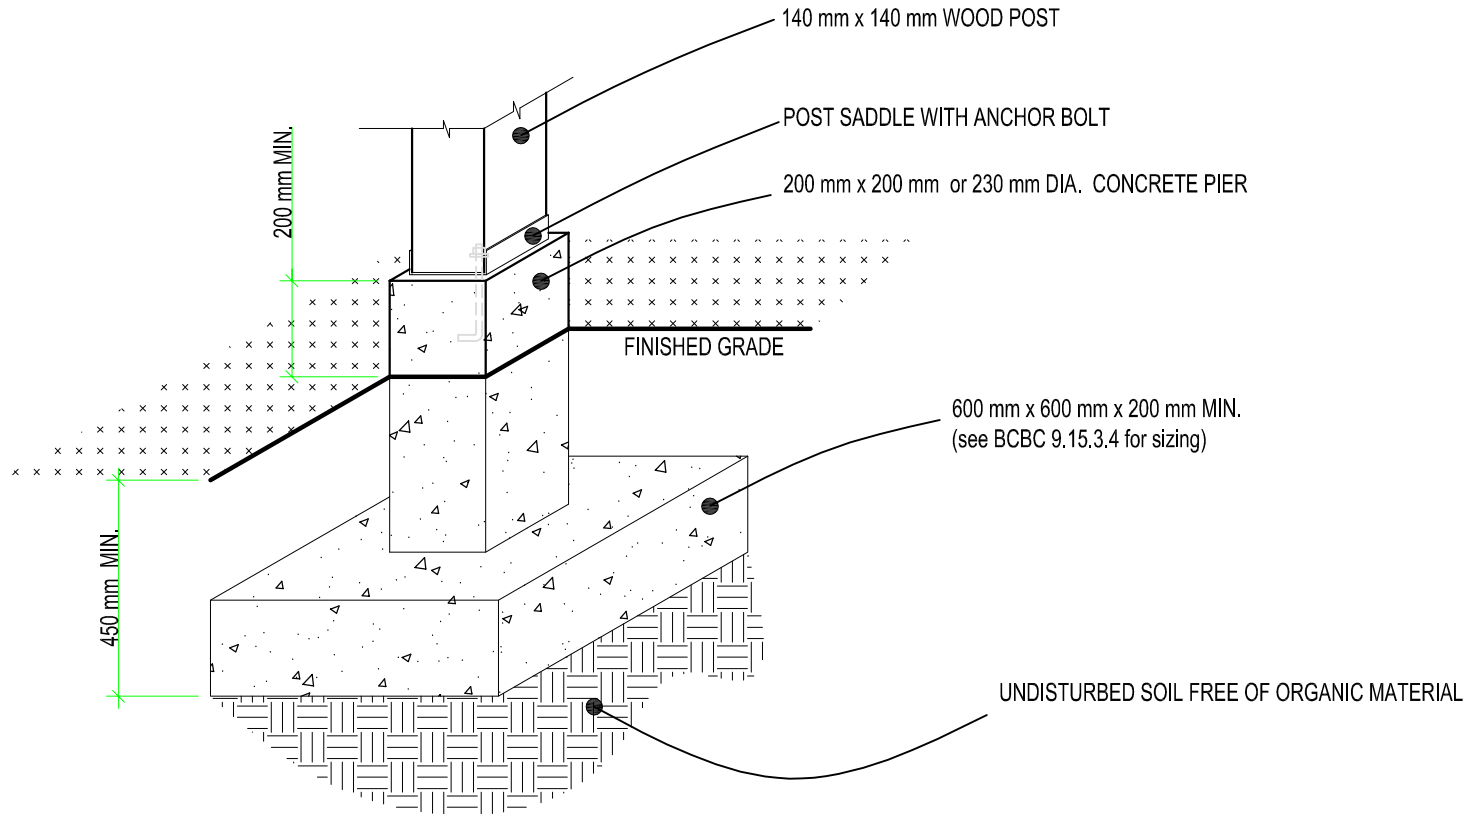 140 mm x 140 mm WOOD POST
POST SADDLE WITH ANCHOR BOLT
200 mm MIN.
200 mm x 200 mm or 230 mm DIA. CONCRETE PIER
FINISHED GRADE
600 mm x 600 mm x 200 mm MIN.
(see BCBC 9.15.3.4 for sizing)
450 mm MIN.
UNDISTURBED SOIL FREE OF ORGANIC MATERIAL